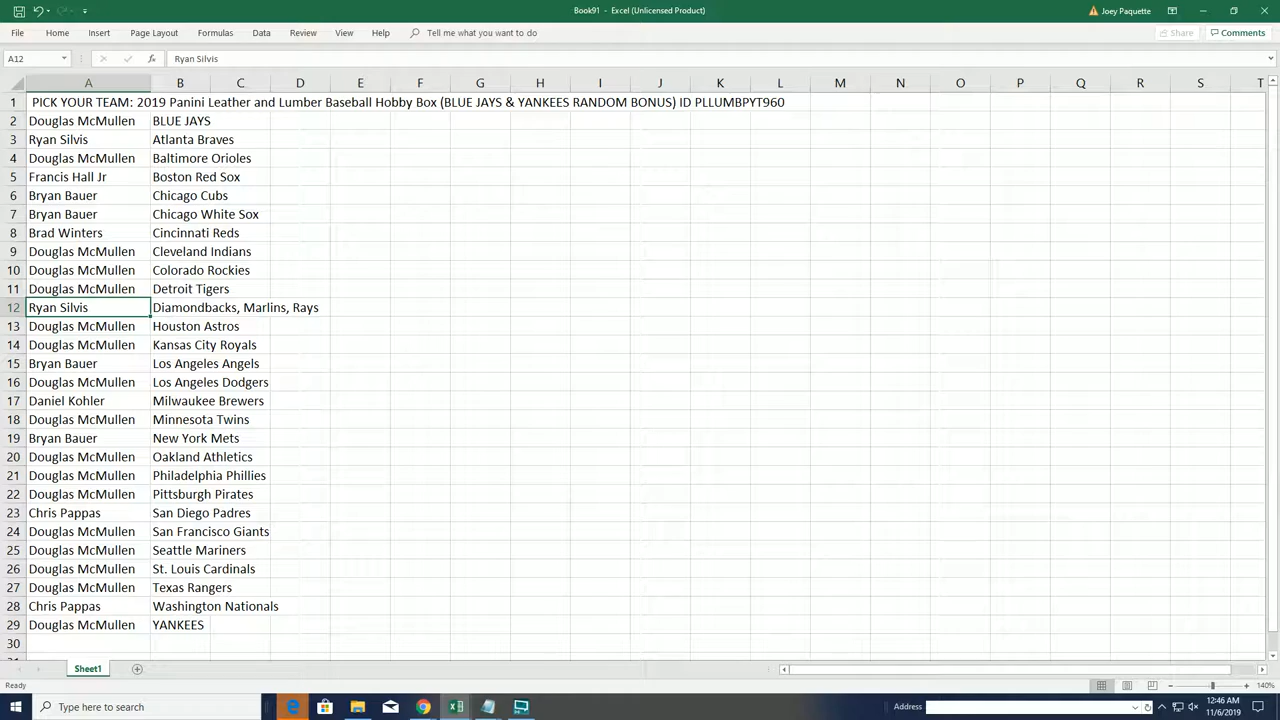 Book91 - Excel (Unlicensed Product)
Joey Paquette
File Home Insert Page Layout Formulas Data Review View Help Tell me what you want to do Share Comments
A12 fx Ryan Silvis
A B C D E F G H I J K L M N O P Q R S T
1 PICK YOUR TEAM: 2019 Panini Leather and Lumber Baseball Hobby Box (BLUE JAYS & YANKEES RANDOM BONUS) ID PLLUMBPYT960
2 Douglas McMullen BLUE JAYS
3 Ryan Silvis Atlanta Braves
4 Douglas McMullen Baltimore Orioles
5 Francis Hall Jr Boston Red Sox
6 Bryan Bauer Chicago Cubs
7 Bryan Bauer Chicago White Sox
8 Brad Winters Cincinnati Reds
9 Douglas McMullen Cleveland Indians
10 Douglas McMullen Colorado Rockies
11 Douglas McMullen Detroit Tigers
12 Ryan Silvis Diamondbacks, Marlins, Rays
13 Douglas McMullen Houston Astros
14 Douglas McMullen Kansas City Royals
15 Bryan Bauer Los Angeles Angels
16 Douglas McMullen Los Angeles Dodgers
17 Daniel Kohler Milwaukee Brewers
18 Douglas McMullen Minnesota Twins
19 Bryan Bauer New York Mets
20 Douglas McMullen Oakland Athletics
21 Douglas McMullen Philadelphia Phillies
22 Douglas McMullen Pittsburgh Pirates
23 Chris Pappas San Diego Padres
24 Douglas McMullen San Francisco Giants
25 Douglas McMullen Seattle Mariners
26 Douglas McMullen St. Louis Cardinals
27 Douglas McMullen Texas Rangers
28 Chris Pappas Washington Nationals
29 Douglas McMullen YANKEES
30
Sheet1
Ready 140%
Type here to search Address 12:46 AM
11/6/2019